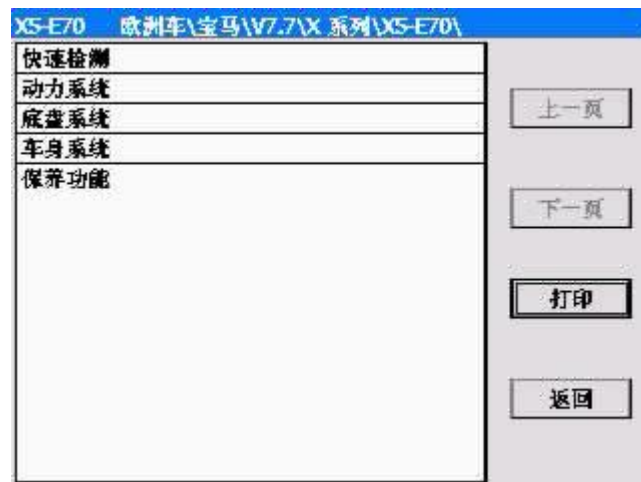 X5-E70 欧洲车\宝马\V7.7\X 系列\X5-E70\
快速检测
动力系统
底盘系统
车身系统
保养功能
上一页
下一页
打印
返回